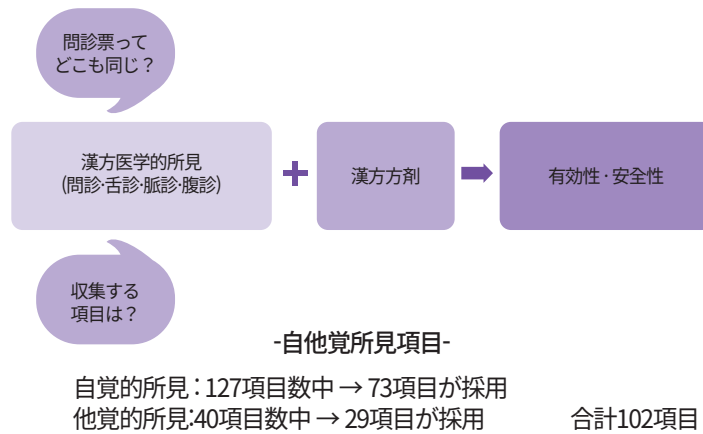 問診票って
どこも同じ？
漢方医学的所見
(問診·舌診·脈診·腹診)
+
漢方方剤
有効性 · 安全性
収集する
項目は？
-自他覚所見項目-
自覚的所見 : 127項目数中 → 73項目が採用
他覚的所見:40項目数中 → 29項目が採用 合計102項目